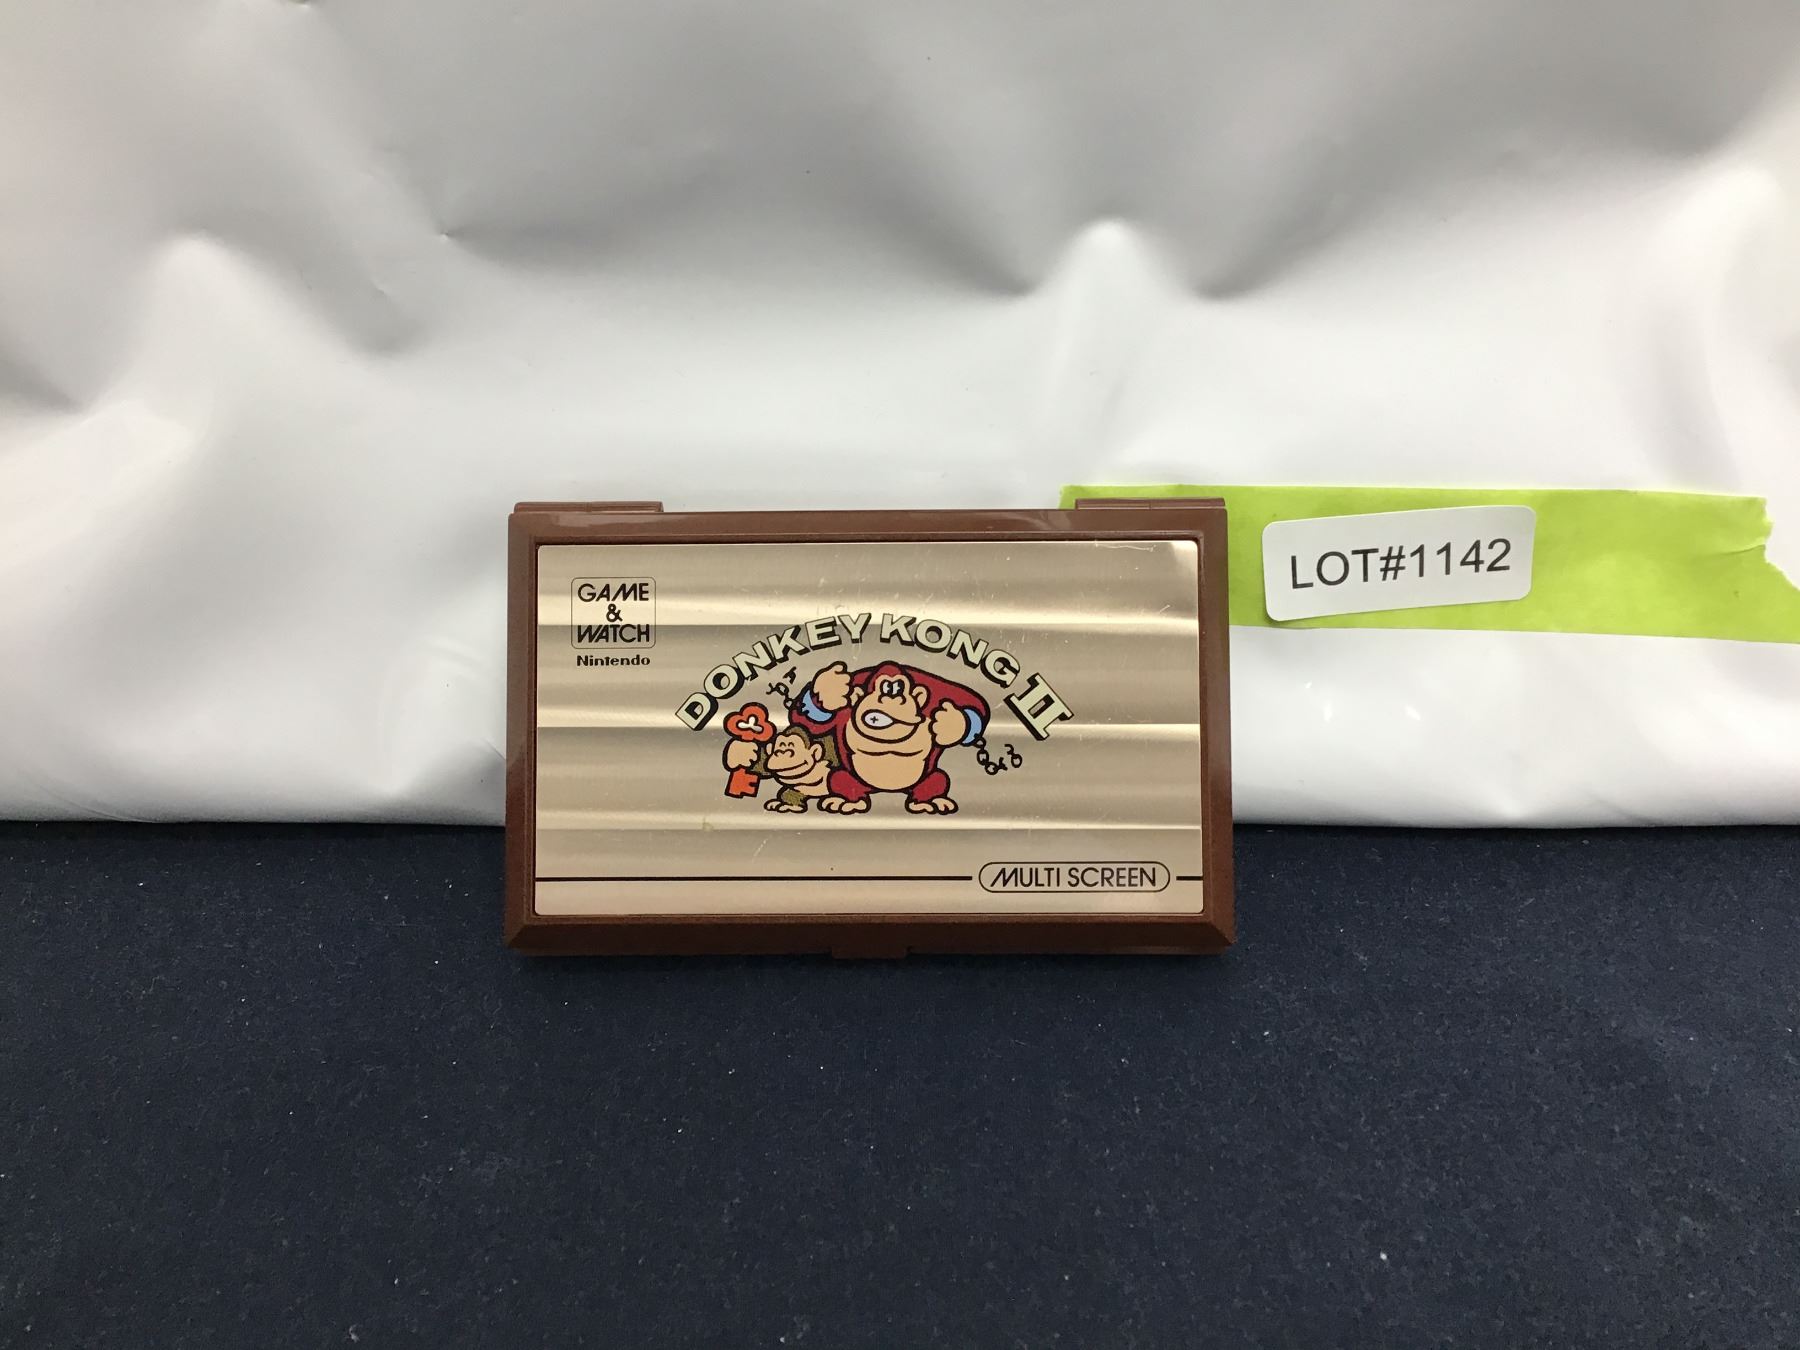 GAME
&
WATCH
Nintendo
DONKEY KONG II
MULTI SCREEN
LOT#1142